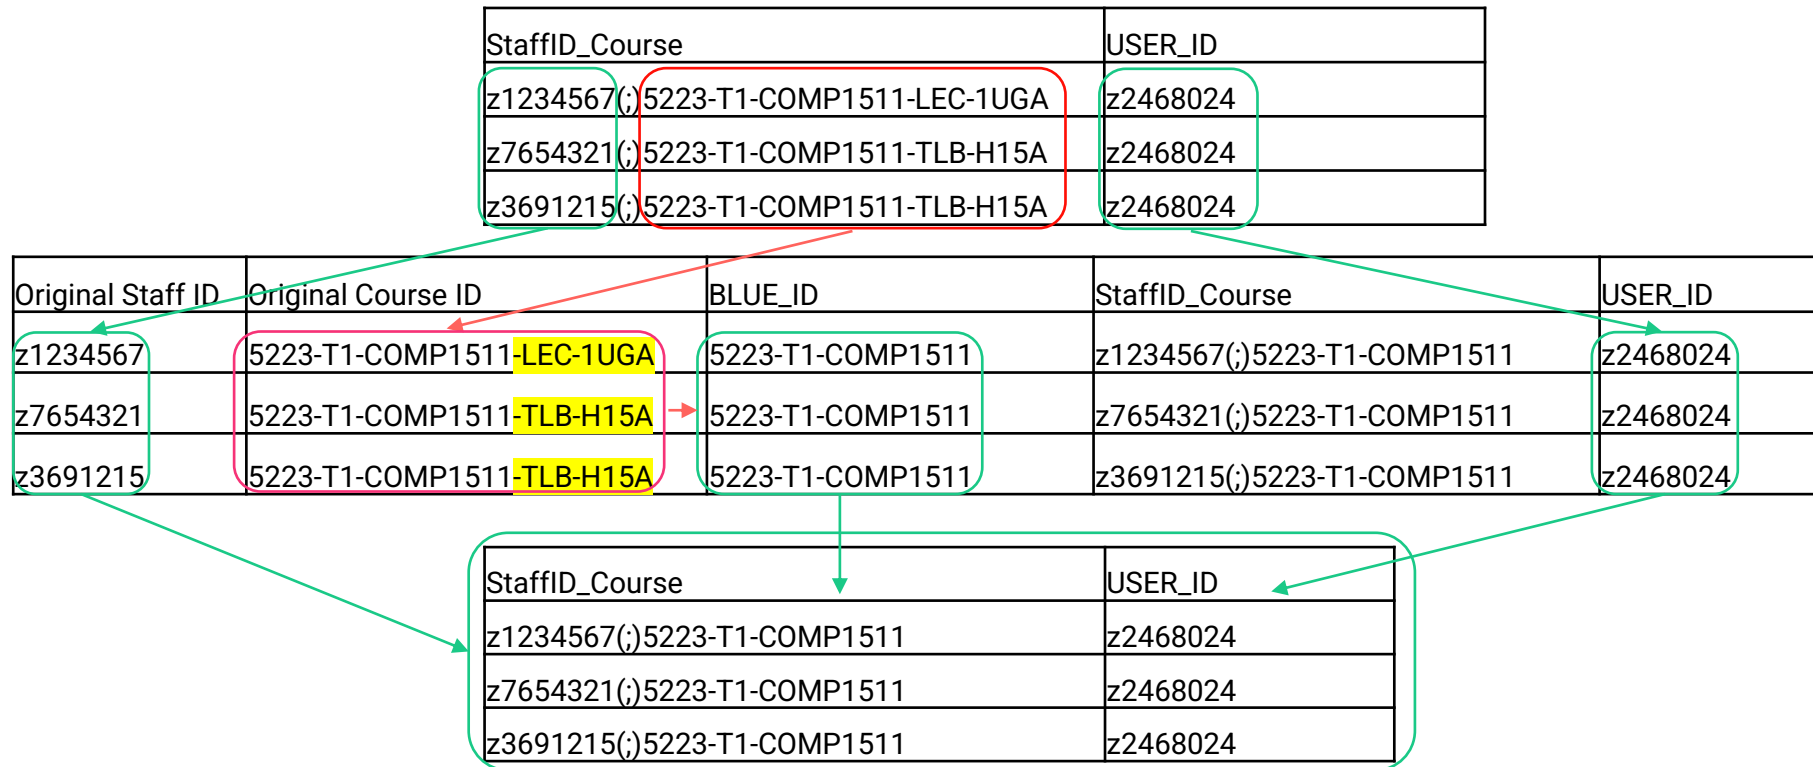 StaffID_Course USER_ID
z1234567(;)5223-T1-COMP1511-LEC-1UGA z2468024
z7654321(;)5223-T1-COMP1511-TLB-H15A z2468024
z3691215(;)5223-T1-COMP1511-TLB-H15A z2468024
Original Staff ID Original Course ID BLUE_ID StaffID_Course USER_ID
z1234567 5223-T1-COMP1511-LEC-1UGA 5223-T1-COMP1511 z1234567(;)5223-T1-COMP1511 z2468024
z7654321 5223-T1-COMP1511-TLB-H15A 5223-T1-COMP1511 z7654321(;)5223-T1-COMP1511 z2468024
z3691215 5223-T1-COMP1511-TLB-H15A 5223-T1-COMP1511 z3691215(;)5223-T1-COMP1511 z2468024
StaffID_Course USER_ID
z1234567(;)5223-T1-COMP1511 z2468024
z7654321(;)5223-T1-COMP1511 z2468024
z3691215(;)5223-T1-COMP1511 z2468024